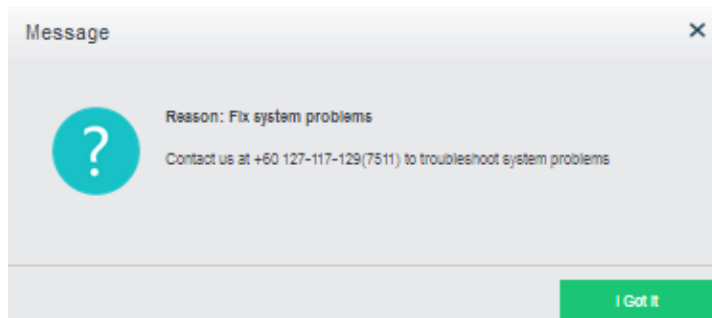 Message
Reason: Fix system problems
Contact us at +60 127-117-129(7511) to troubleshoot system problems
I Got It